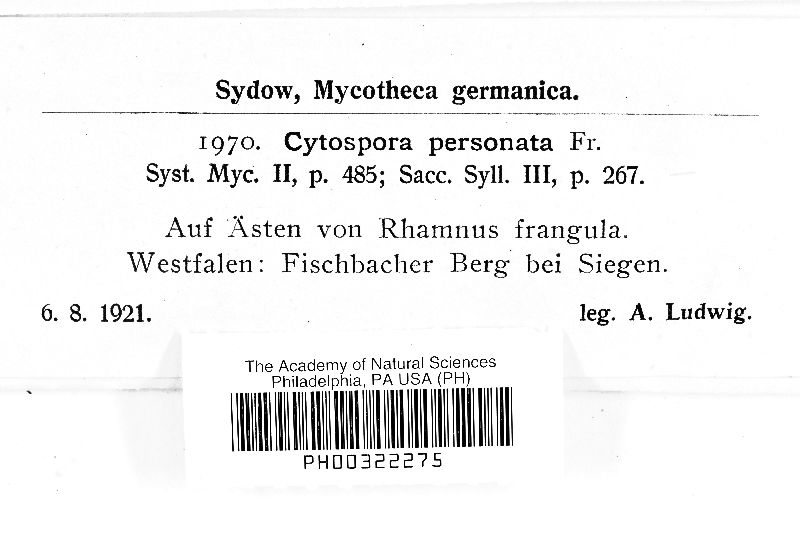 Sydow, Mycotheca germanica.
1970. Cytospora personata Fr.
Syst. Myc. II, p. 485; Sacc. Syll. III, p. 267.
Auf Ästen von Rhamnus frangula.
Westfalen: Fischbacher Berg bei Siegen.
6. 8. 1921. leg. A. Ludwig.
The Academy of Natural Sciences
Philadelphia, PA USA (PH)
PH00322275